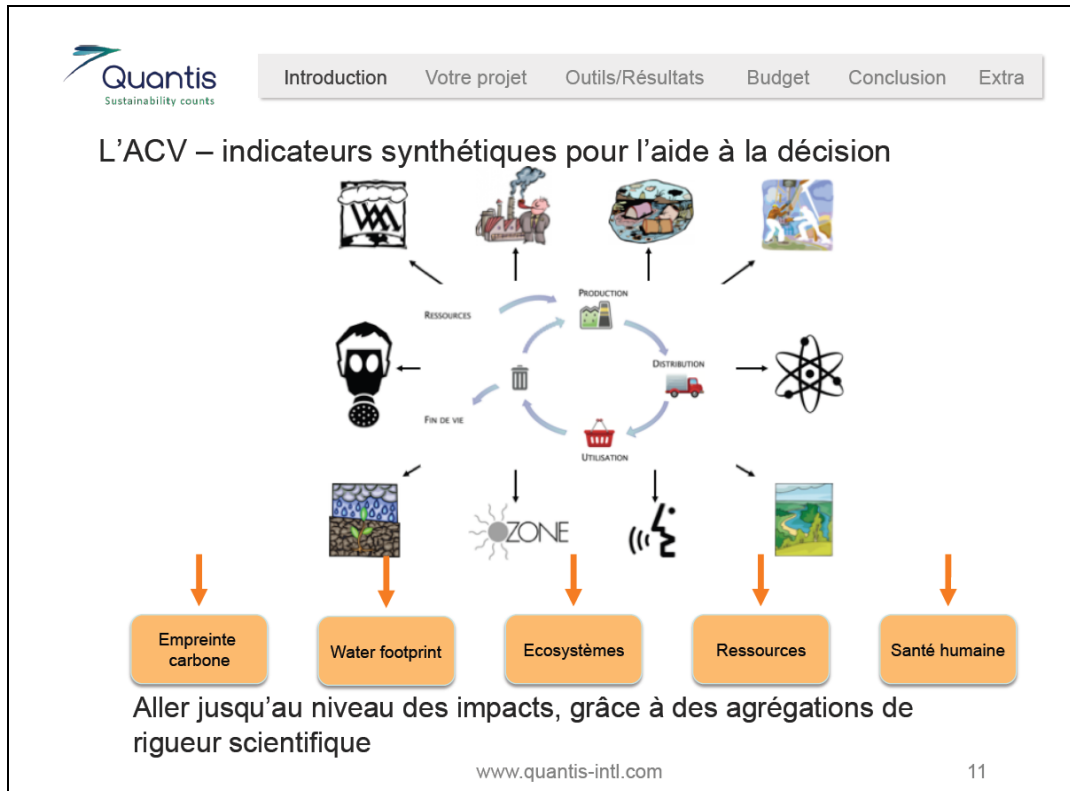 Quantis
Sustainability counts
Introduction Votre projet Outils/Résultats Budget Conclusion Extra
L’ACV – indicateurs synthétiques pour l’aide à la décision
PRODUCTION
RESSOURCES
DISTRIBUTION
FIN DE VIE
UTILISATION
OZONE
Empreinte
carbone
Water footprint
Ecosystèmes
Ressources
Santé humaine
Aller jusqu’au niveau des impacts, grâce à des agrégations de
rigueur scientifique
www.quantis-intl.com
11